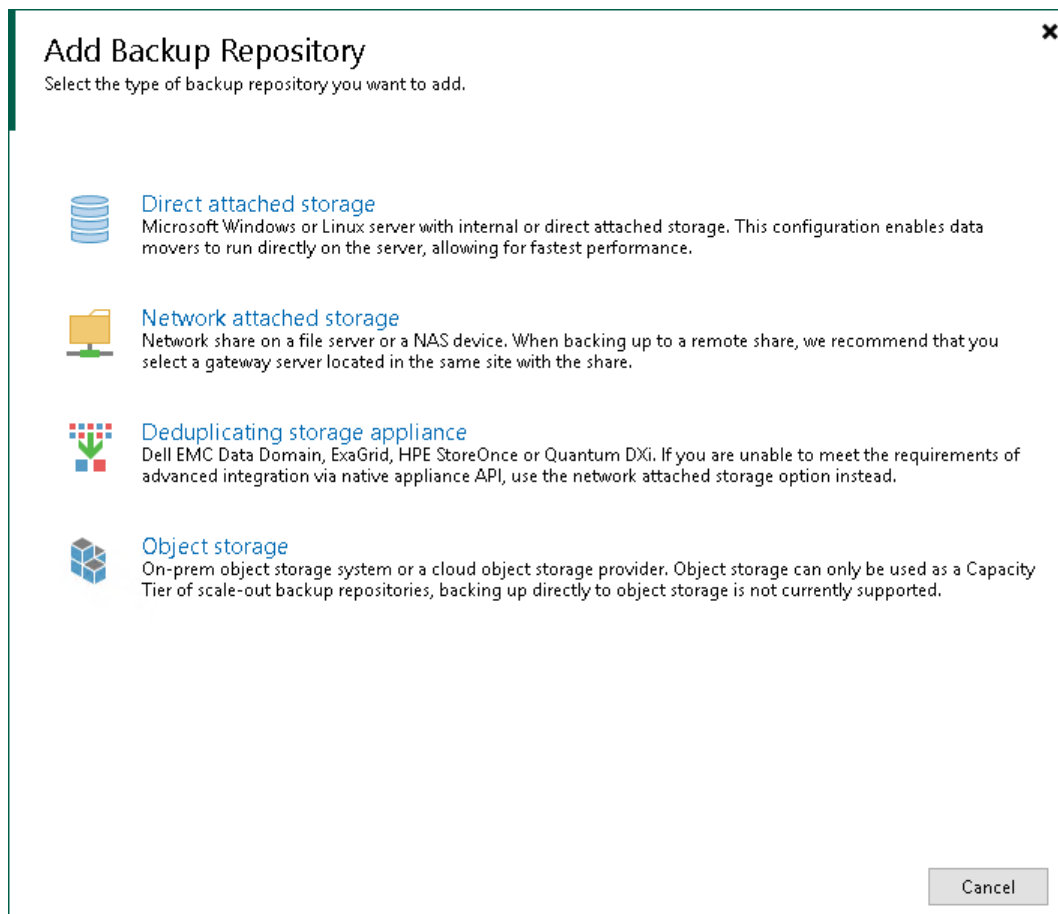 Add Backup Repository
Select the type of backup repository you want to add.
Direct attached storage
Microsoft Windows or Linux server with internal or direct attached storage. This configuration enables data
movers to run directly on the server, allowing for fastest performance.
Network attached storage
Network share on a file server or a NAS device. When backing up to a remote share, we recommend that you
select a gateway server located in the same site with the share.
Deduplicating storage appliance
Dell EMC Data Domain, ExaGrid, HPE StoreOnce or Quantum DXi. If you are unable to meet the requirements of
advanced integration via native appliance API, use the network attached storage option instead.
Object storage
On-prem object storage system or a cloud object storage provider. Object storage can only be used as a Capacity
Tier of scale-out backup repositories, backing up directly to object storage is not currently supported.
Cancel